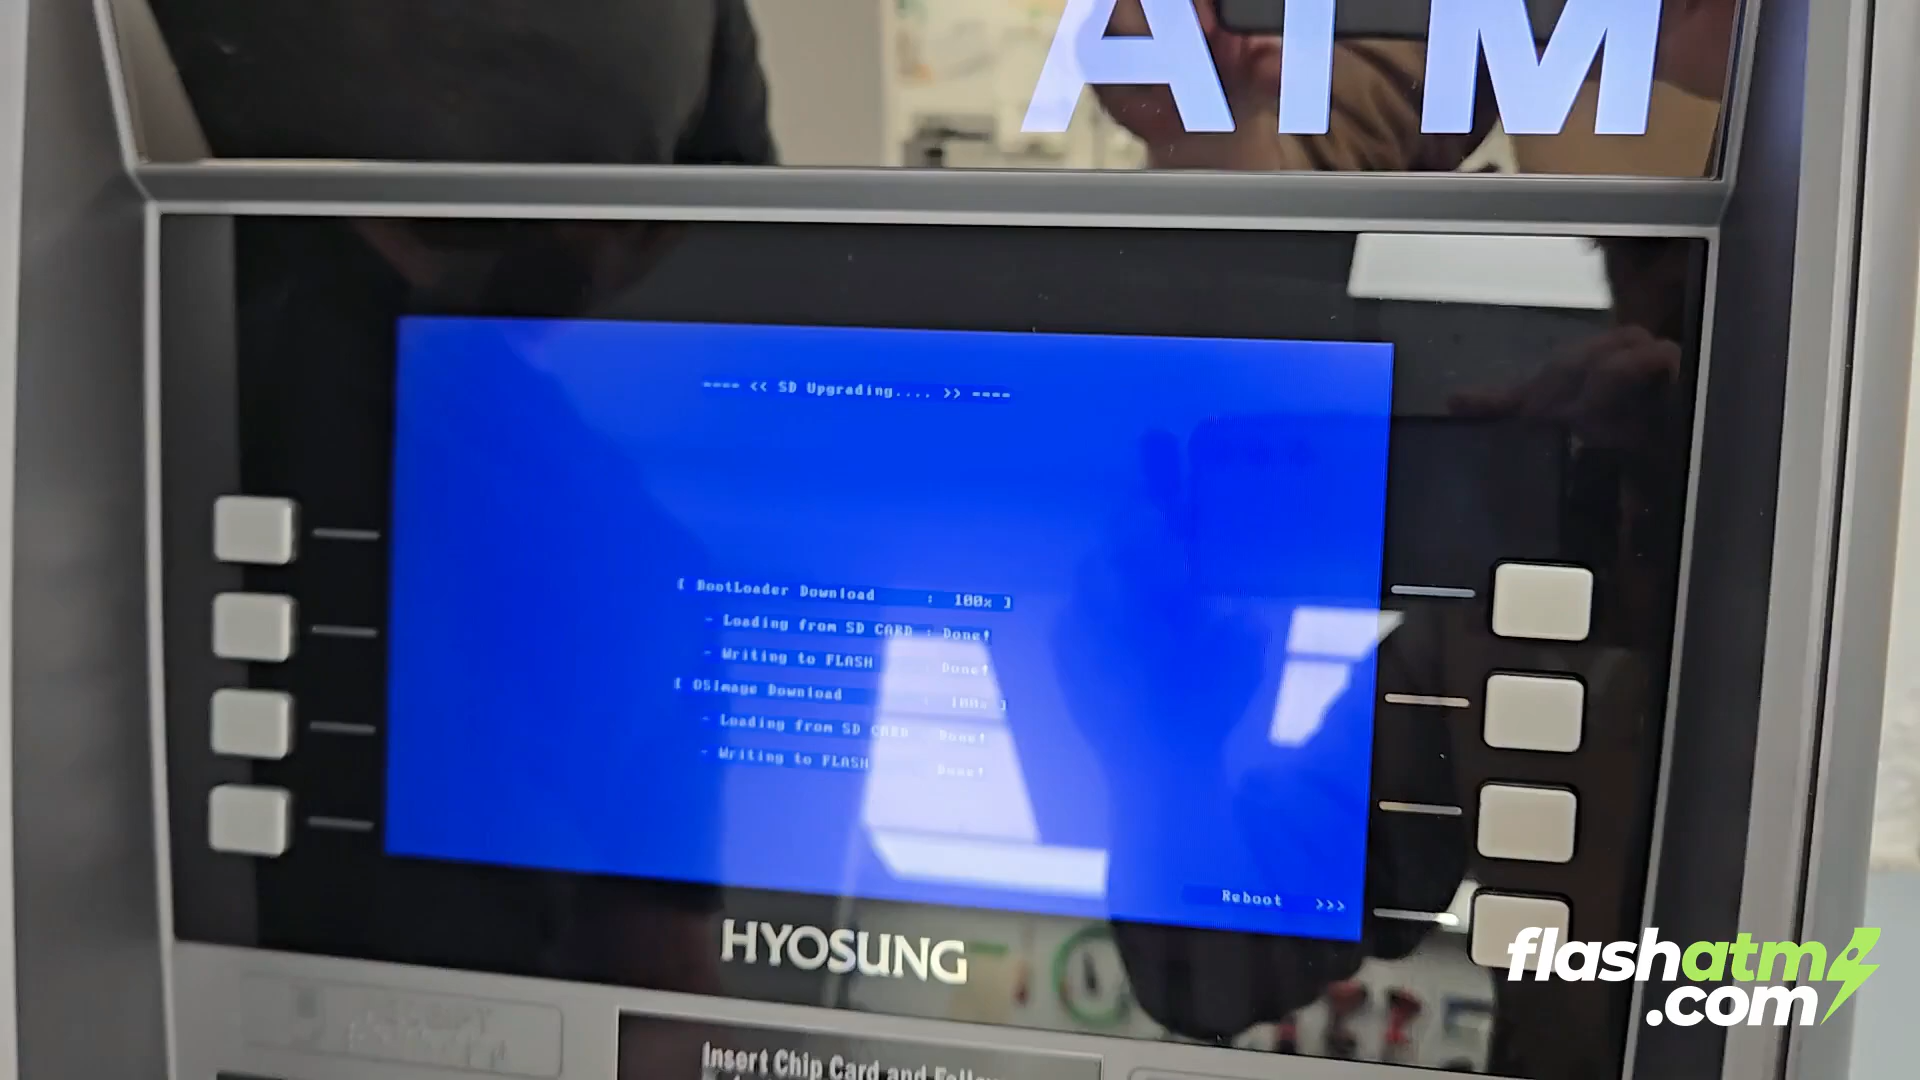 ATM
---- << SD Upgrading.... >> ----
[ BootLoader Download : 100% ]
- Loading from SD CARD : Done!
- Writing to FLASH : Done!
[ OSImage Download : 100% ]
- Loading from SD CARD : Done!
- Writing to FLASH : Done!
Reboot >>>
HYOSUNG
flashatm
.com
Insert Chip Card and